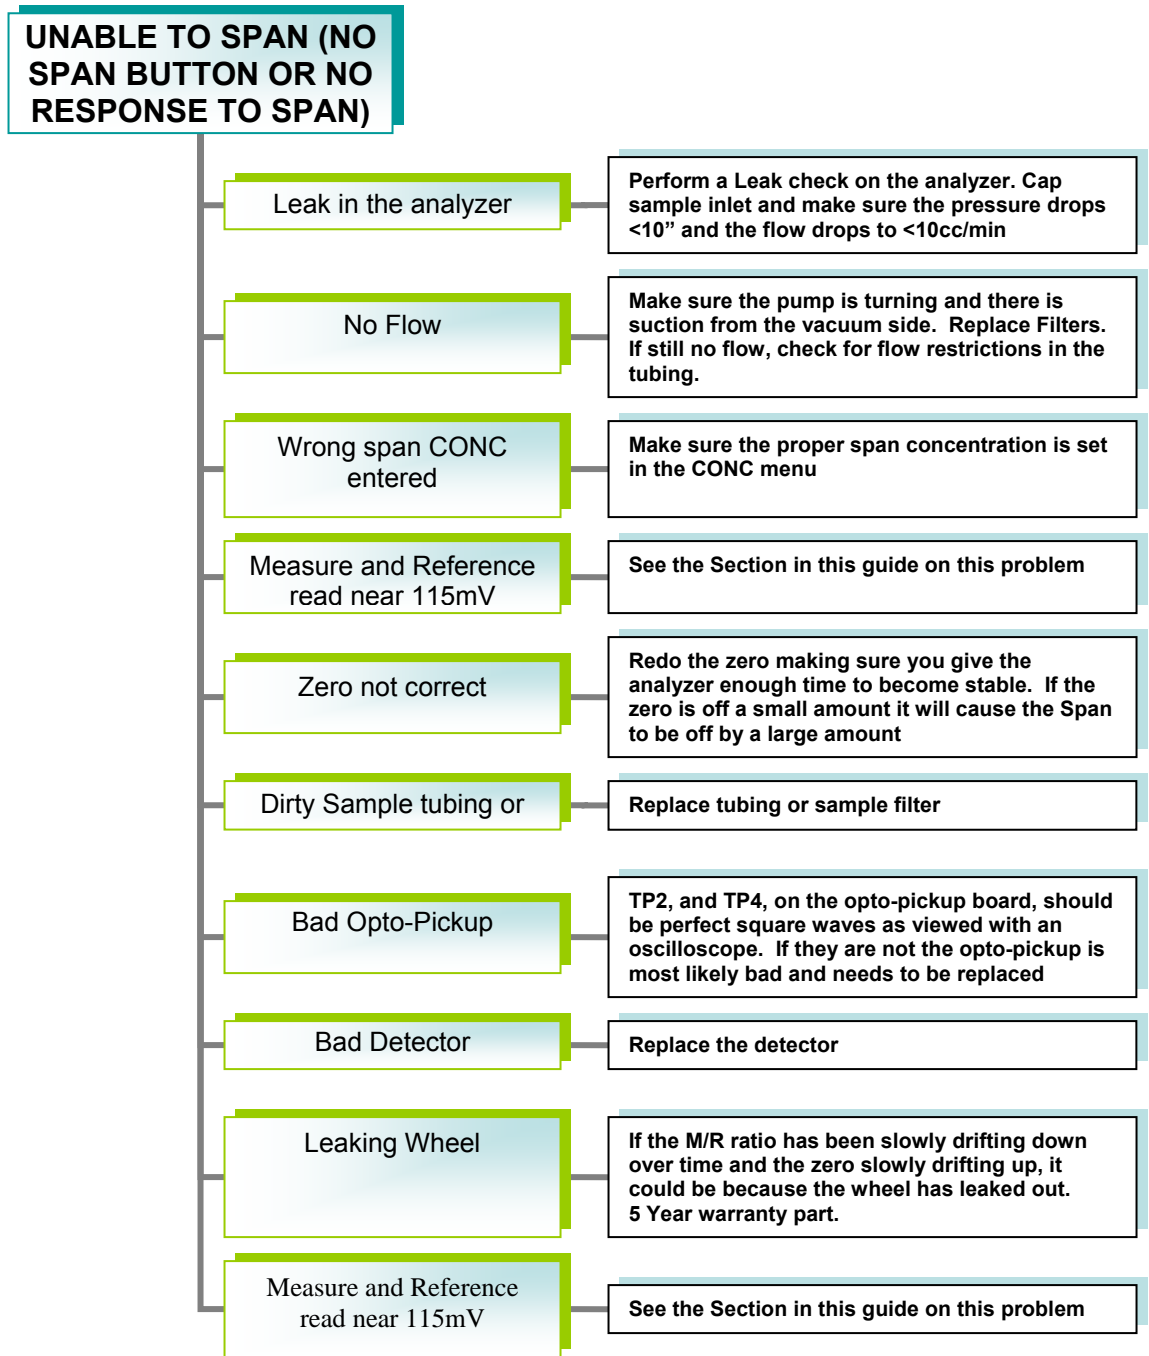 UNABLE TO SPAN (NO
SPAN BUTTON OR NO
RESPONSE TO SPAN)
Leak in the analyzer
Perform a Leak check on the analyzer. Cap
sample inlet and make sure the pressure drops
<10” and the flow drops to <10cc/min
No Flow
Make sure the pump is turning and there is
suction from the vacuum side.  Replace Filters.
If still no flow, check for flow restrictions in the
tubing.
Wrong span CONC
entered
Make sure the proper span concentration is set
in the CONC menu
Measure and Reference
read near 115mV
See the Section in this guide on this problem
Zero not correct
Redo the zero making sure you give the
analyzer enough time to become stable.  If the
zero is off a small amount it will cause the Span
to be off by a large amount
Dirty Sample tubing or
Replace tubing or sample filter
Bad Opto-Pickup
TP2, and TP4, on the opto-pickup board, should
be perfect square waves as viewed with an
oscilloscope.  If they are not the opto-pickup is
most likely bad and needs to be replaced
Bad Detector
Replace the detector
Leaking Wheel
If the M/R ratio has been slowly drifting down
over time and the zero slowly drifting up, it
could be because the wheel has leaked out.
5 Year warranty part.
Measure and Reference
read near 115mV
See the Section in this guide on this problem